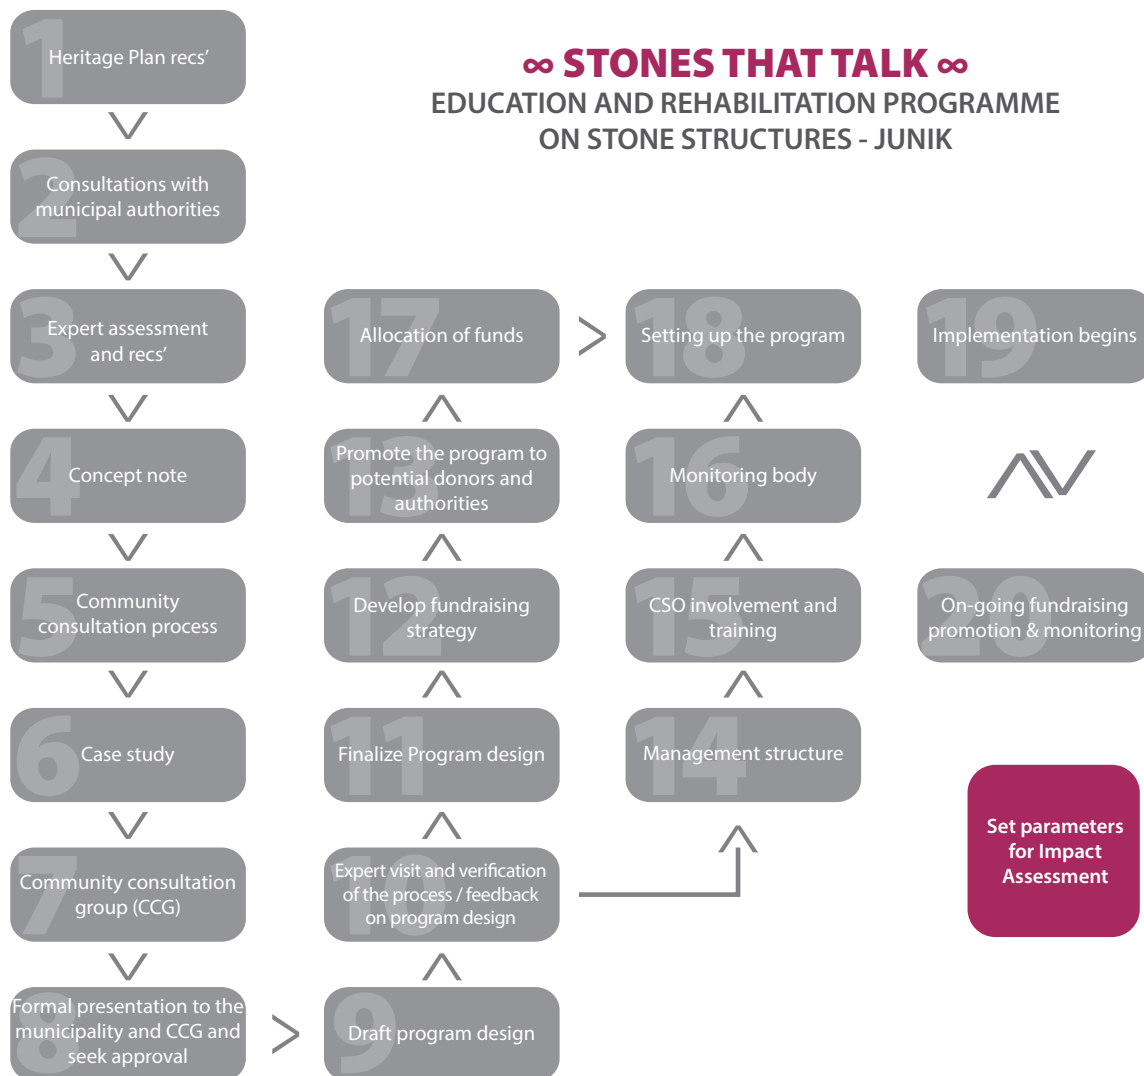 ∞ STONES THAT TALK ∞
EDUCATION AND REHABILITATION PROGRAMME
ON STONE STRUCTURES - JUNIK
1
Heritage Plan recs’
2
Consultations with
municipal authorities
3
Expert assessment
and recs’
4
Concept note
5
Community
consultation process
6
Case study
7
Community consultation
group (CCG)
8
Formal presentation to the
municipality and CCG and
seek approval
9
Draft program design
10
Expert visit and verification
of the process / feedback
on program design
11
Finalize Program design
12
Develop fundraising
strategy
13
Promote the program to
potential donors and
authorities
14
Management structure
15
CSO involvement and
training
16
Monitoring body
17
Allocation of funds
18
Setting up the program
19
Implementation begins
20
On-going fundraising
promotion & monitoring
Set parameters
for Impact
Assessment